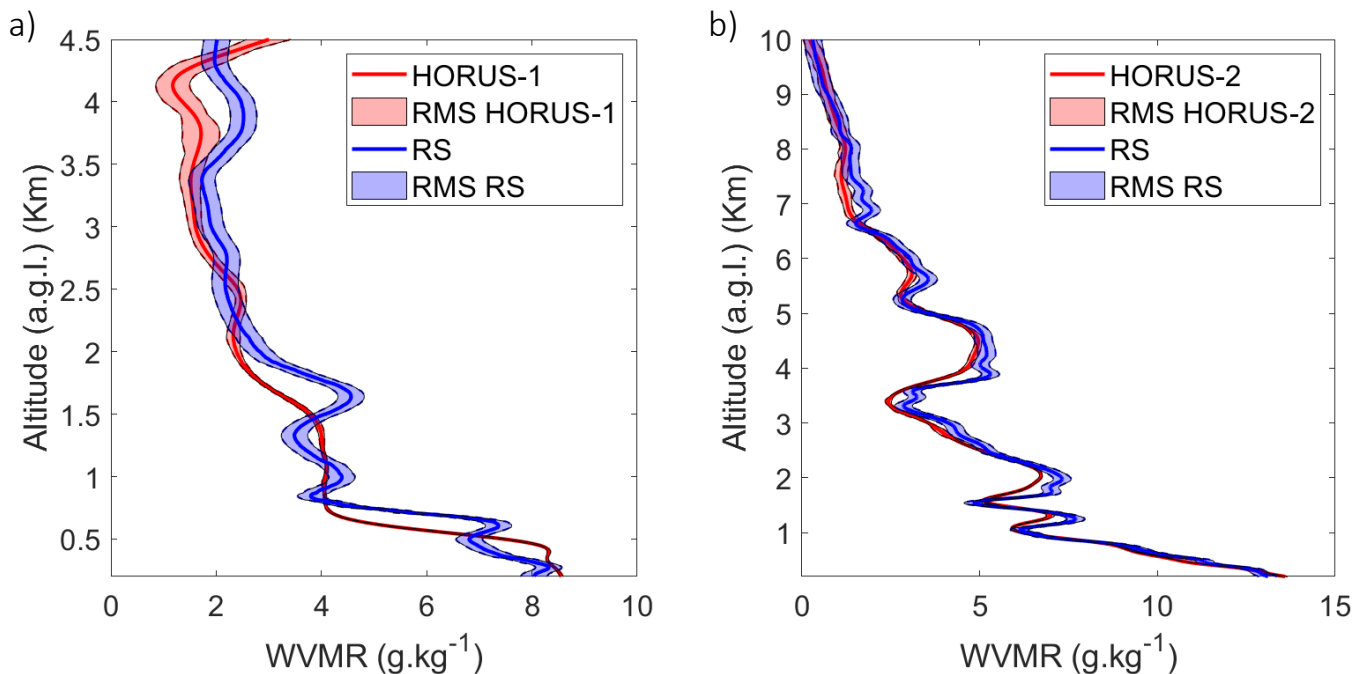 a)
4.5
4
3.5
3
2.5
2
1.5
1
0.5
0
2
4
6
8
10
Altitude (a.g.l.) (Km)
WVMR (g.kg⁻¹)
HORUS-1
RMS HORUS-1
RS
RMS RS
b)
10
9
8
7
6
5
4
3
2
1
0
5
10
15
Altitude (a.g.l.) (Km)
WVMR (g.kg⁻¹)
HORUS-2
RMS HORUS-2
RS
RMS RS